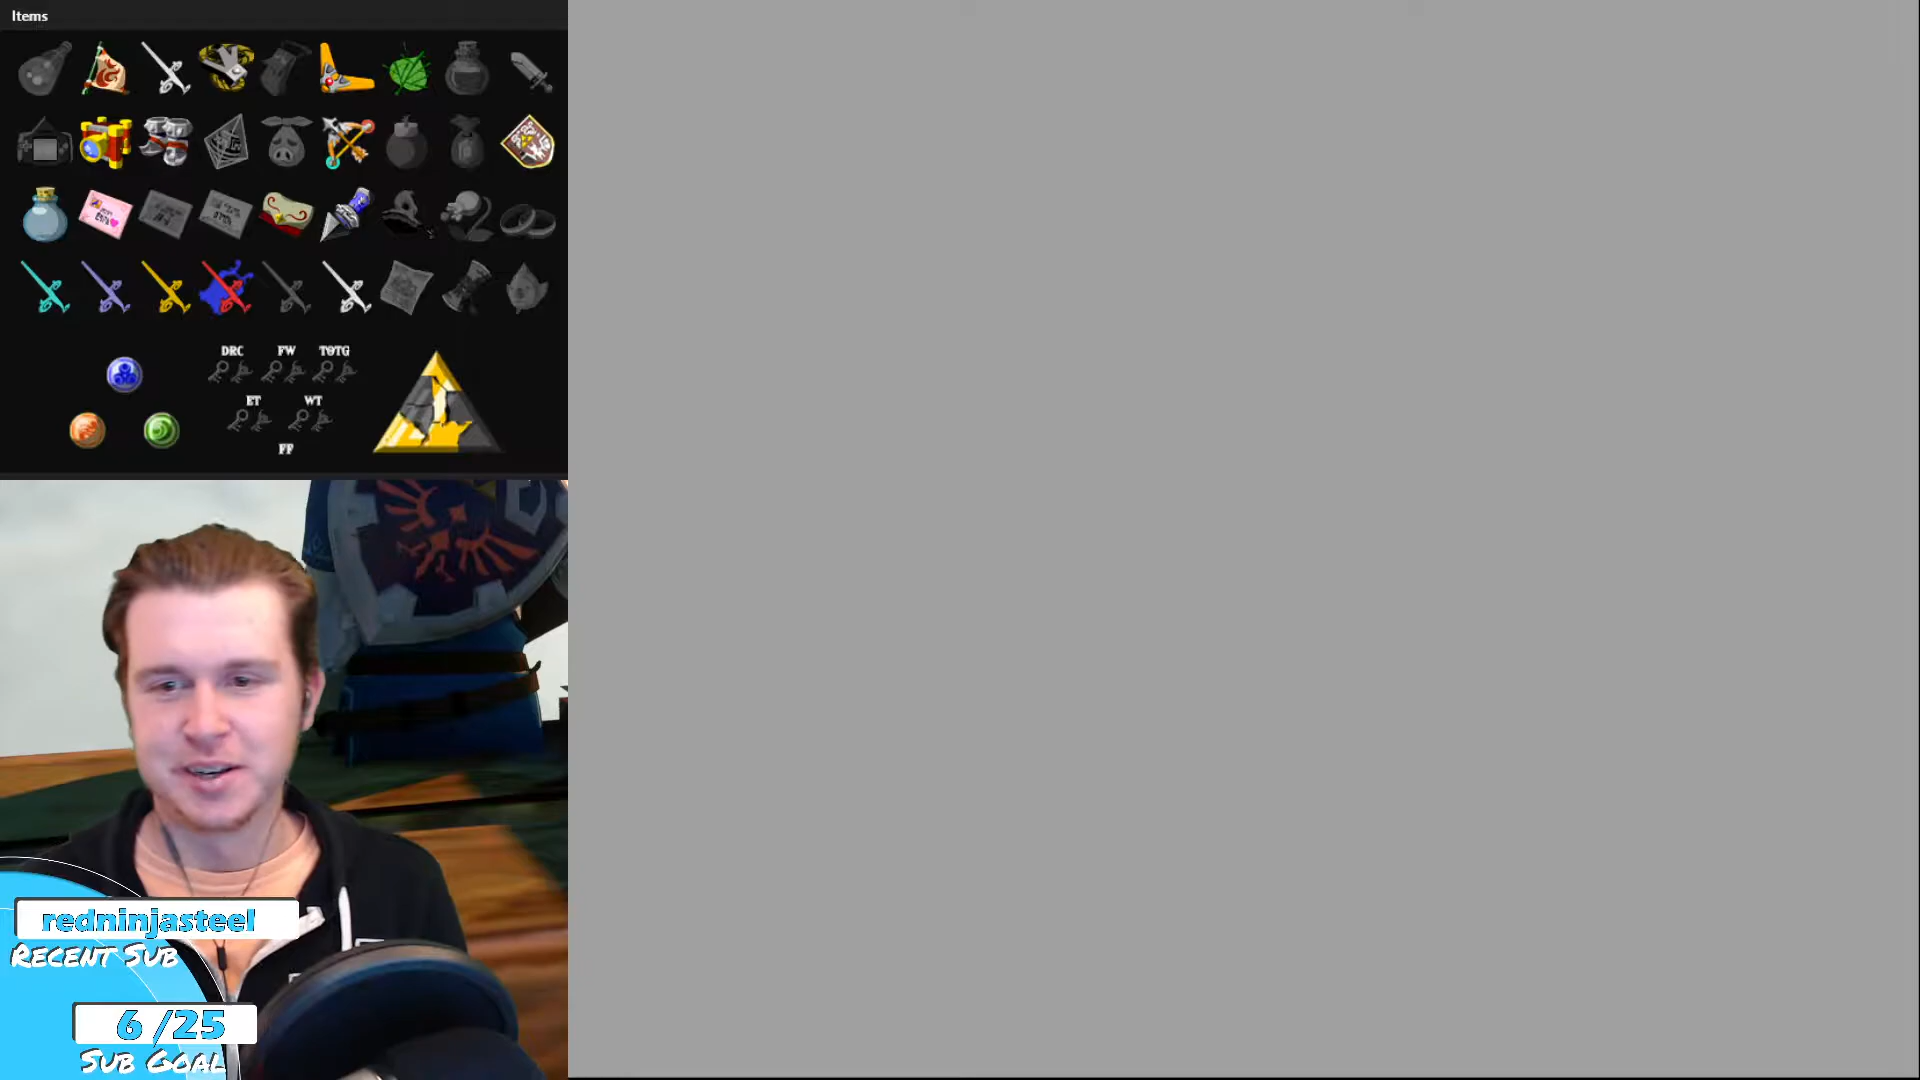 Items
DRC FW TOTG
ET WT
FF
redninjasteel
RECENT SUB
6 /25
SUB GOAL